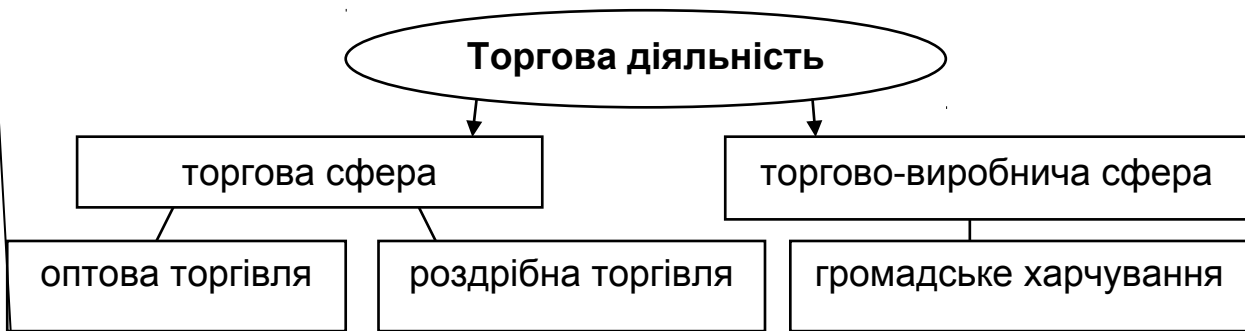 Торгова діяльність
торгова сфера
торгово-виробнича сфера
оптова торгівля
роздрібна торгівля
громадське харчування